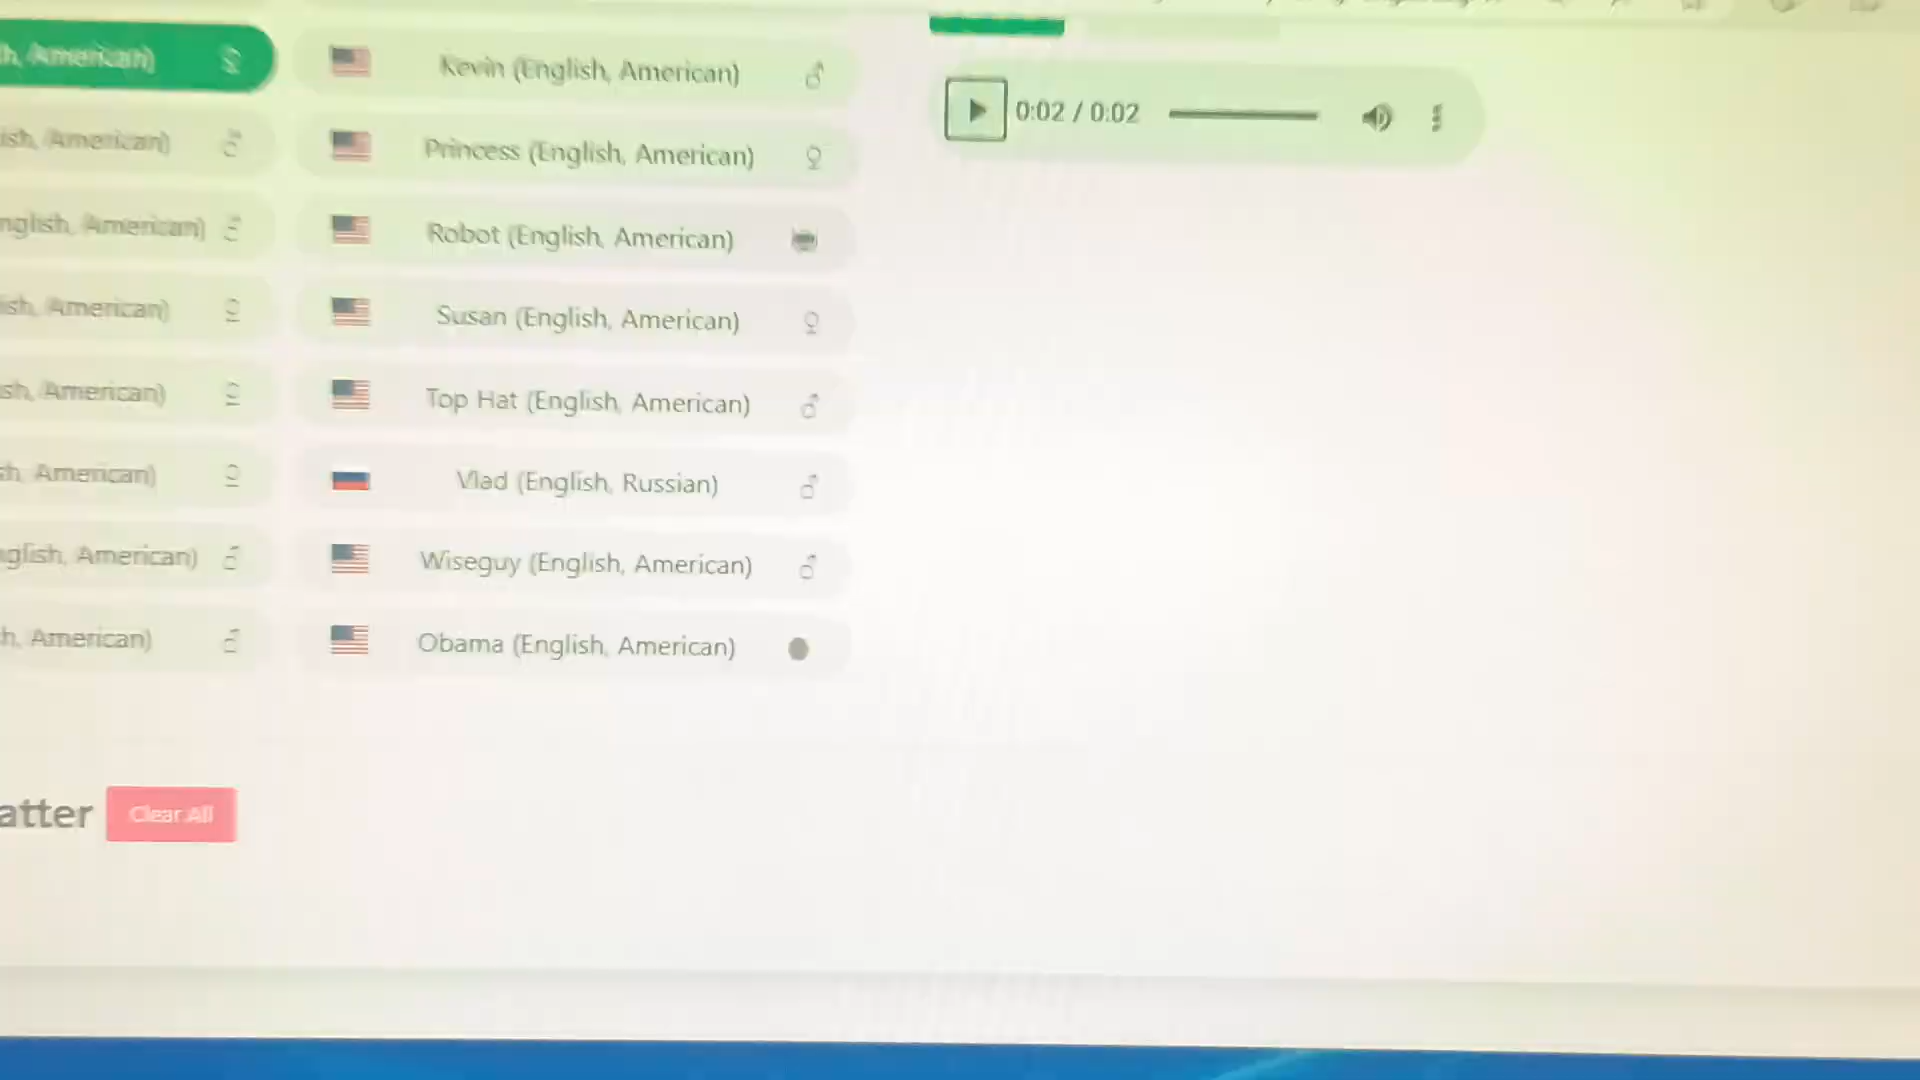 h, American)
Kevin (English, American)
0:02 / 0:02
ish, American)
Princess (English, American)
nglish, American)
Robot (English, American)
ish, American)
Susan (English, American)
sh, American)
Top Hat (English, American)
sh, American)
Vlad (English, Russian)
glish, American)
Wiseguy (English, American)
h, American)
Obama (English, American)
atter
Clear All